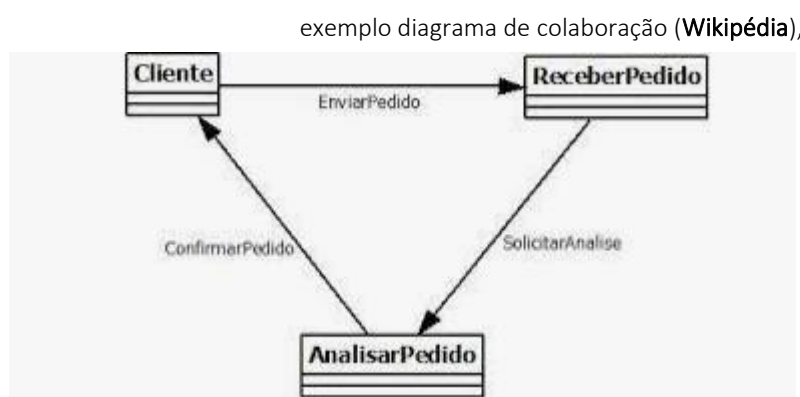 exemplo diagrama de colaboração (Wikipédia),
Cliente
ReceberPedido
EnviarPedido
ConfirmarPedido
SolicitarAnalise
AnalisarPedido